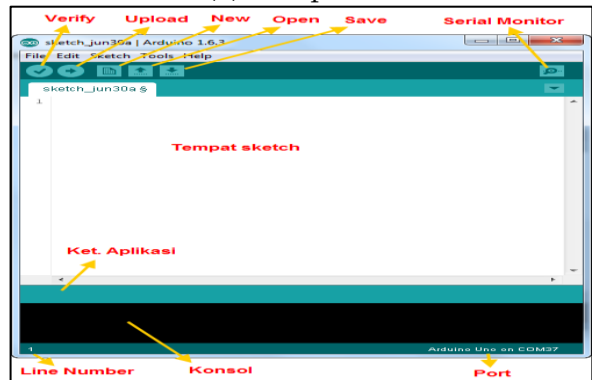 Verify Upload New Open Save Serial Monitor
sketch_jun30a | Arduino 1.6.3
File Edit Sketch Tools Help
sketch_jun30a §
1
Tempat sketch
Ket. Aplikasi
1 Arduino Uno on COM37
Line Number Konsol Port